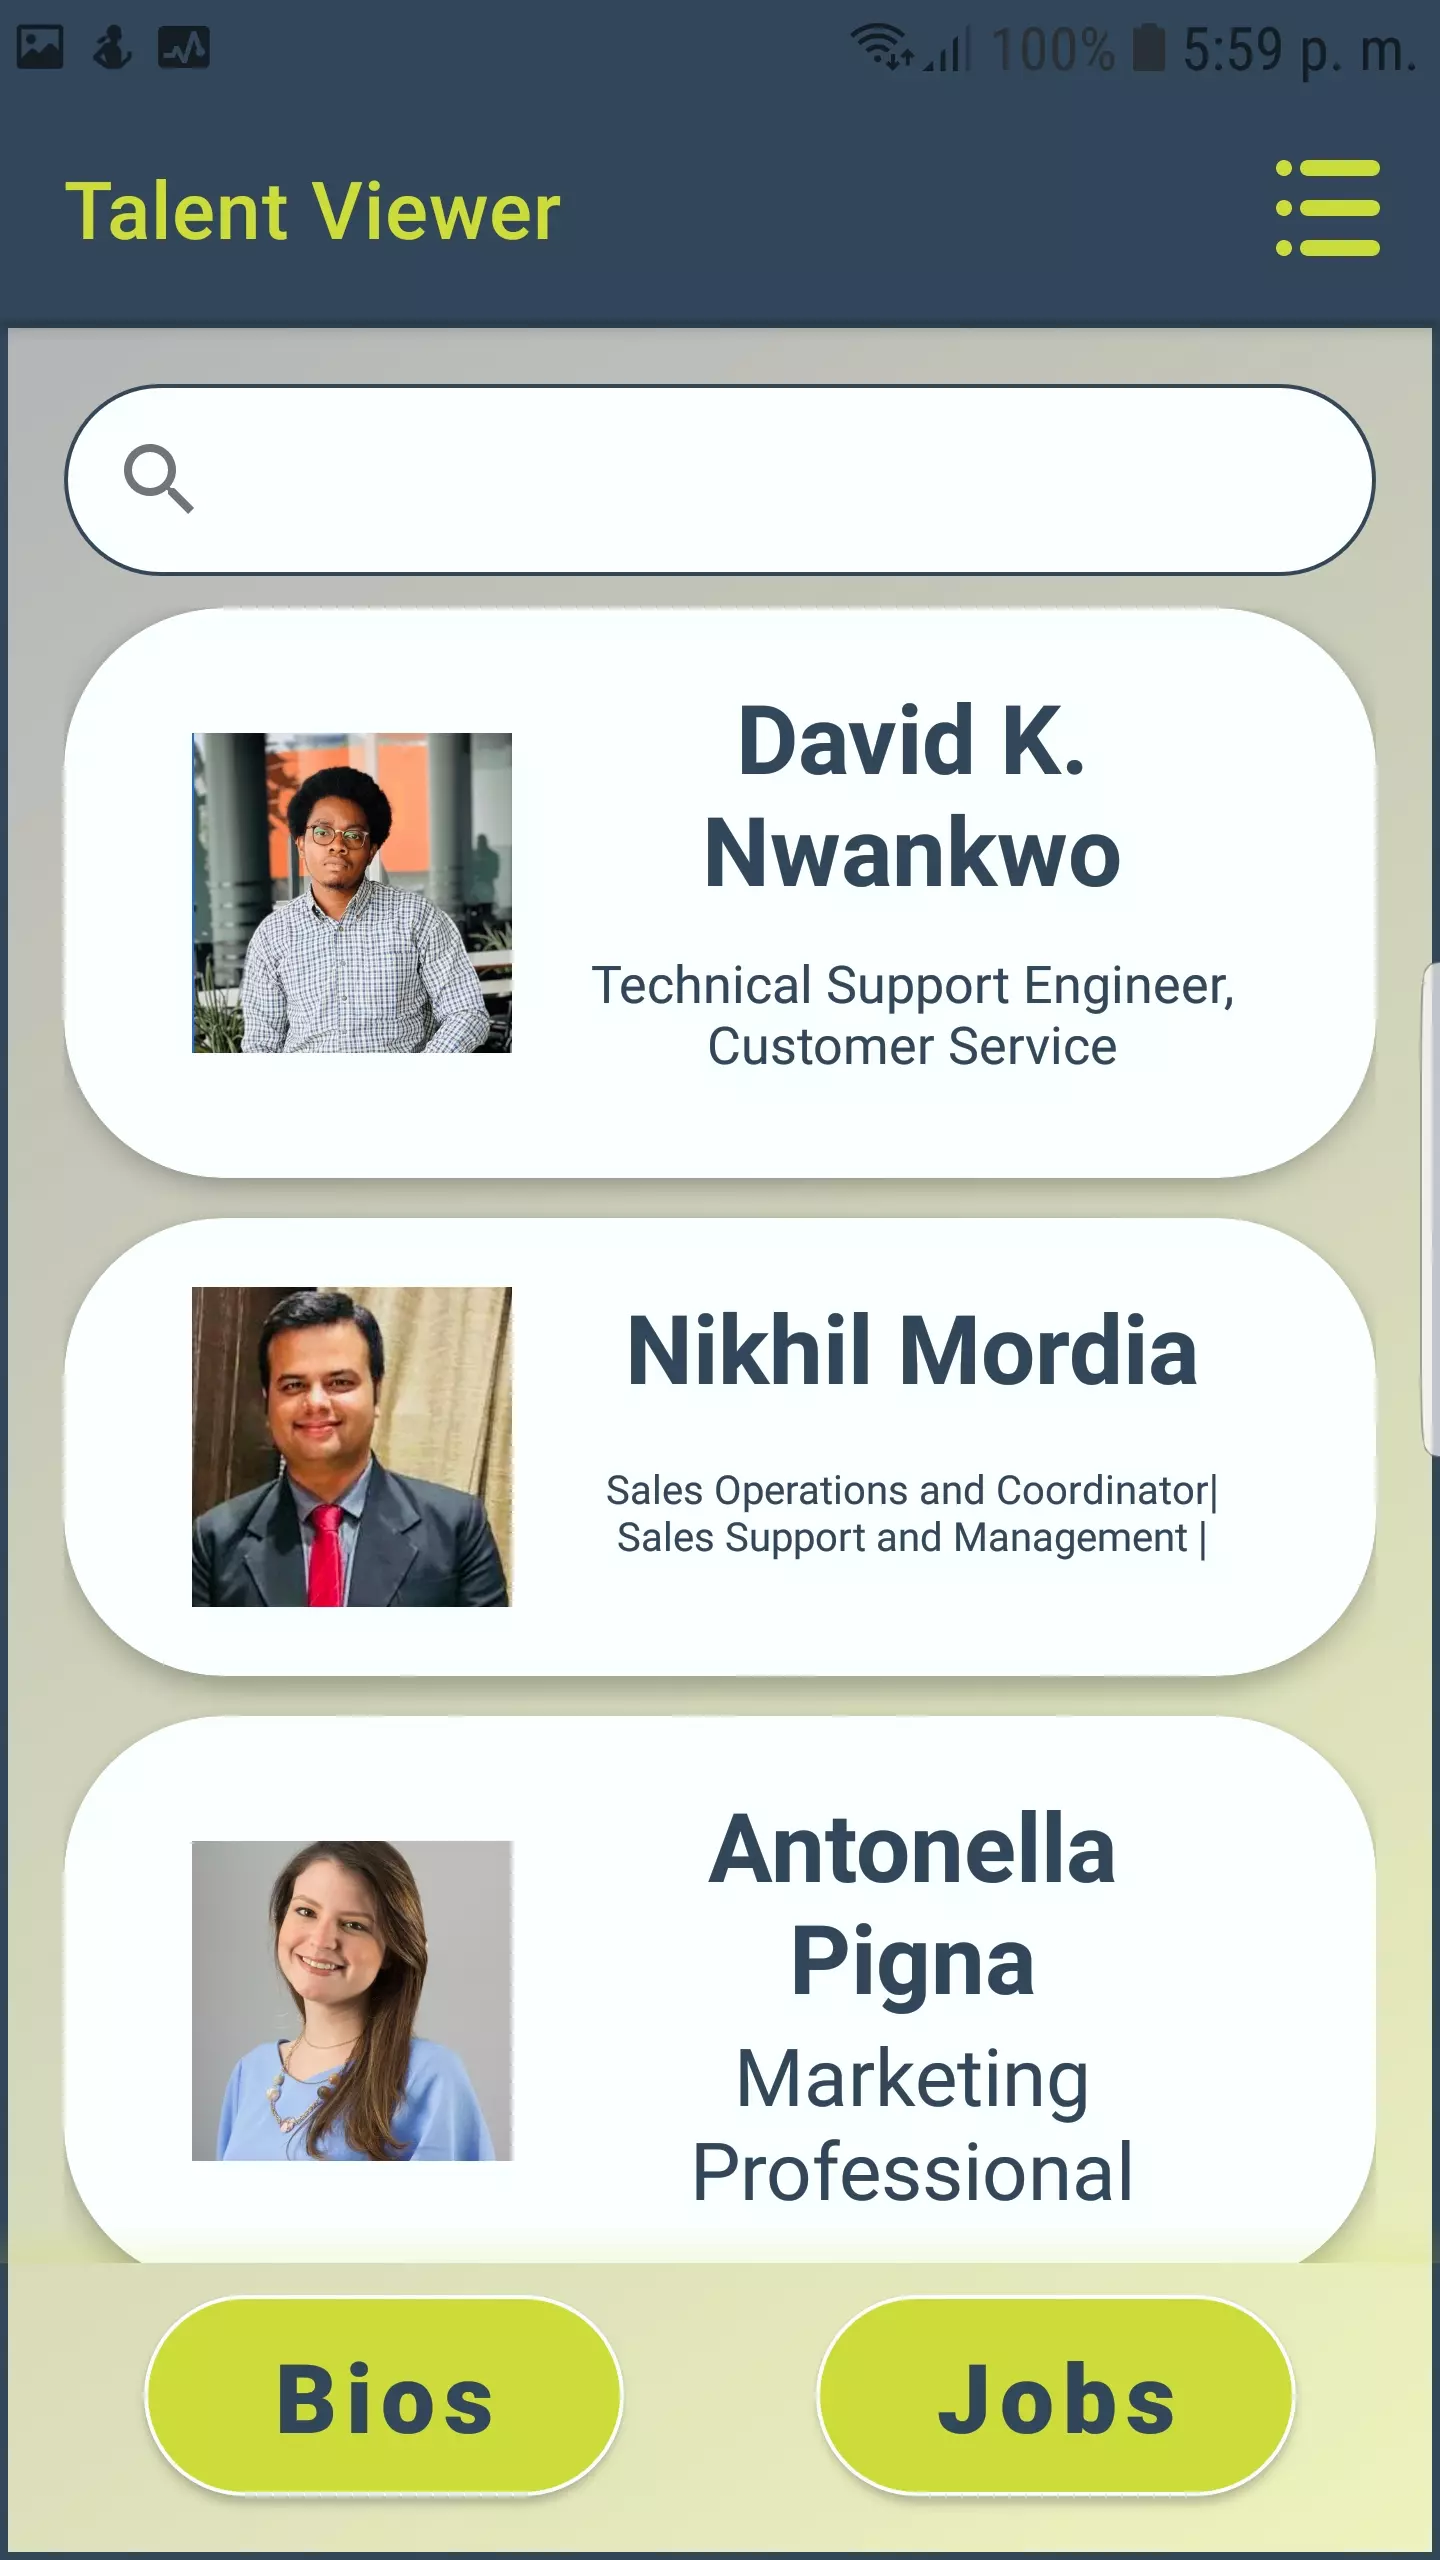 100% 5:59 p. m.
Talent Viewer
David K.
Nwankwo
Technical Support Engineer,
Customer Service
Nikhil Mordia
Sales Operations and Coordinator|
Sales Support and Management |
Antonella
Pigna
Marketing
Professional
Bios
Jobs